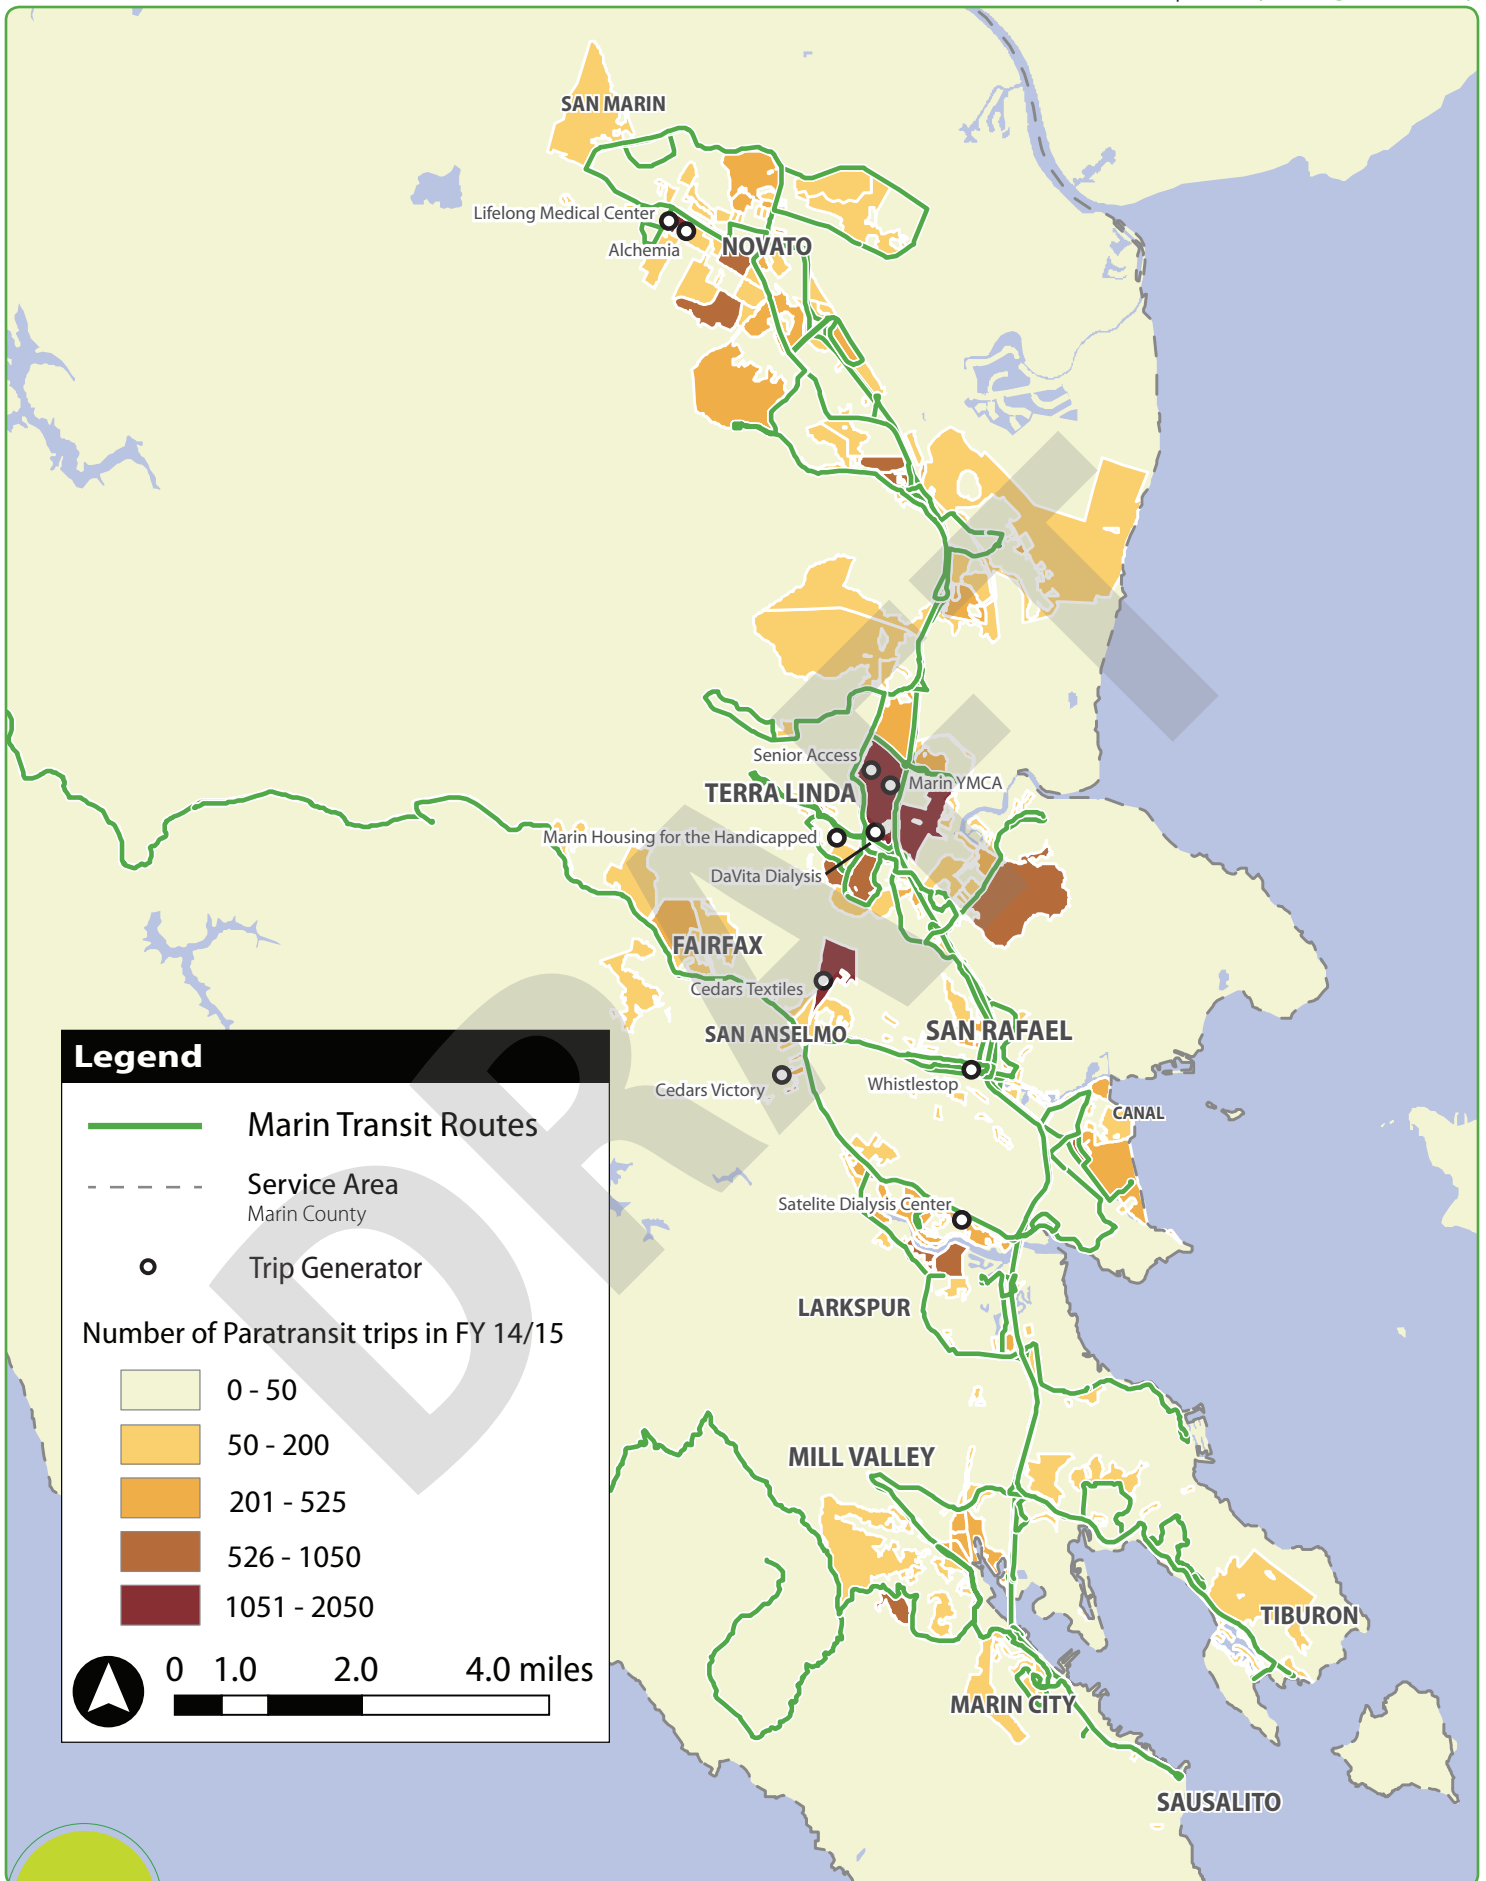 SAN MARIN
Lifelong Medical Center
Alchemia
NOVATO
Senior Access
Marin YMCA
TERRA LINDA
Marin Housing for the Handicapped
DaVita Dialysis
FAIRFAX
Cedars Textiles
SAN ANSELMO
SAN RAFAEL
Whistlestop
Cedars Victory
CANAL
Satelite Dialysis Center
LARKSPUR
MILL VALLEY
TIBURON
MARIN CITY
SAUSALITO
DRAFT
Legend
Marin Transit Routes
Service Area
Marin County
Trip Generator
Number of Paratransit trips in FY 14/15
0 - 50
50 - 200
201 - 525
526 - 1050
1051 - 2050
0 1.0 2.0 4.0 miles